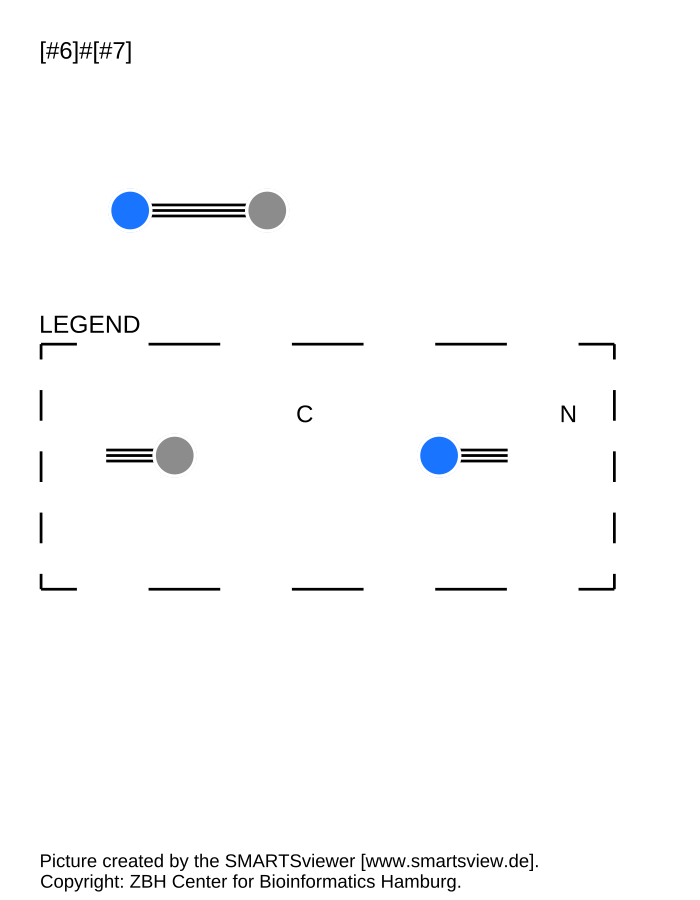 [#6]#[#7]
LEGEND
C
N
Picture created by the SMARTSviewer [www.smartsview.de].
Copyright: ZBH Center for Bioinformatics Hamburg.